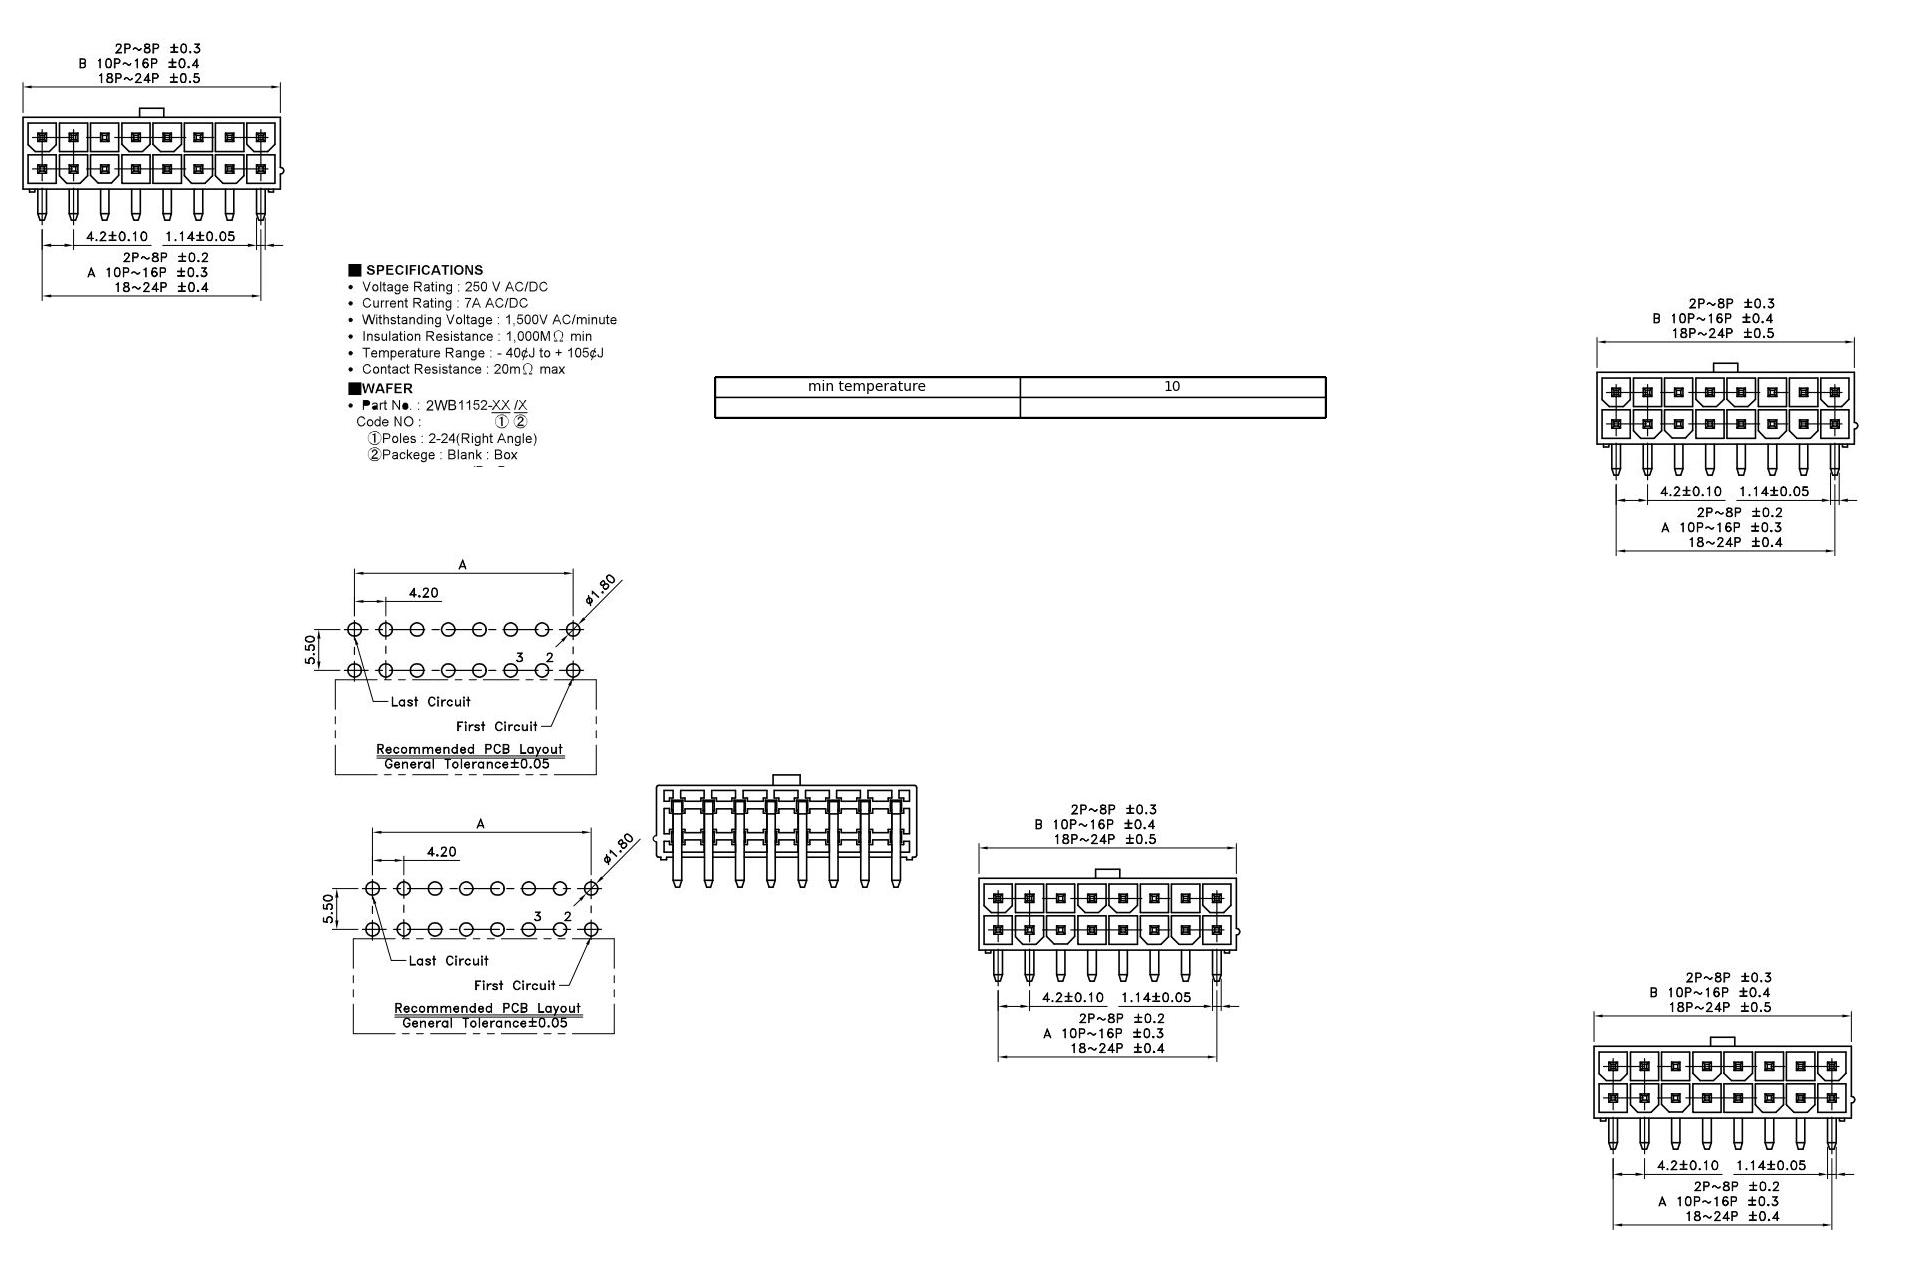 2P~8P ±0.3
B 10P~16P ±0.4
18P~24P ±0.5
4.2±0.10 1.14±0.05
2P~8P ±0.2
A 10P~16P ±0.3
18~24P ±0.4
■ SPECIFICATIONS
• Voltage Rating : 250 V AC/DC
• Current Rating : 7A AC/DC
• Withstanding Voltage : 1,500V AC/minute
• Insulation Resistance : 1,000MΩ min
• Temperature Range : - 40¢J to + 105¢J
• Contact Resistance : 20mΩ max
■WAFER
• Part No. : 2WB1152-XX /X
Code NO : ① ②
①Poles : 2-24(Right Angle)
②Packege : Blank : Box
min temperature 10
2P~8P ±0.3
B 10P~16P ±0.4
18P~24P ±0.5
4.2±0.10 1.14±0.05
2P~8P ±0.2
A 10P~16P ±0.3
18~24P ±0.4
A
4.20
ø1.80
5.50
3 2
Last Circuit
First Circuit
Recommended PCB Layout
General Tolerance±0.05
A
4.20
ø1.80
5.50
3 2
Last Circuit
First Circuit
Recommended PCB Layout
General Tolerance±0.05
2P~8P ±0.3
B 10P~16P ±0.4
18P~24P ±0.5
4.2±0.10 1.14±0.05
2P~8P ±0.2
A 10P~16P ±0.3
18~24P ±0.4
2P~8P ±0.3
B 10P~16P ±0.4
18P~24P ±0.5
4.2±0.10 1.14±0.05
2P~8P ±0.2
A 10P~16P ±0.3
18~24P ±0.4